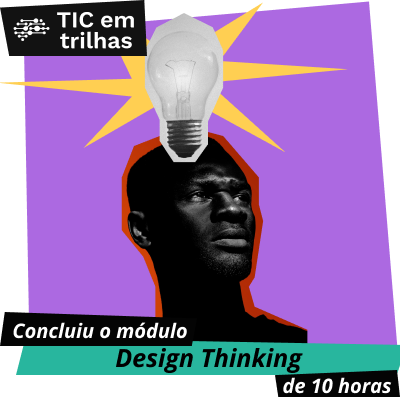 TIC em
trilhas
Concluiu o módulo
Design Thinking
de 10 horas